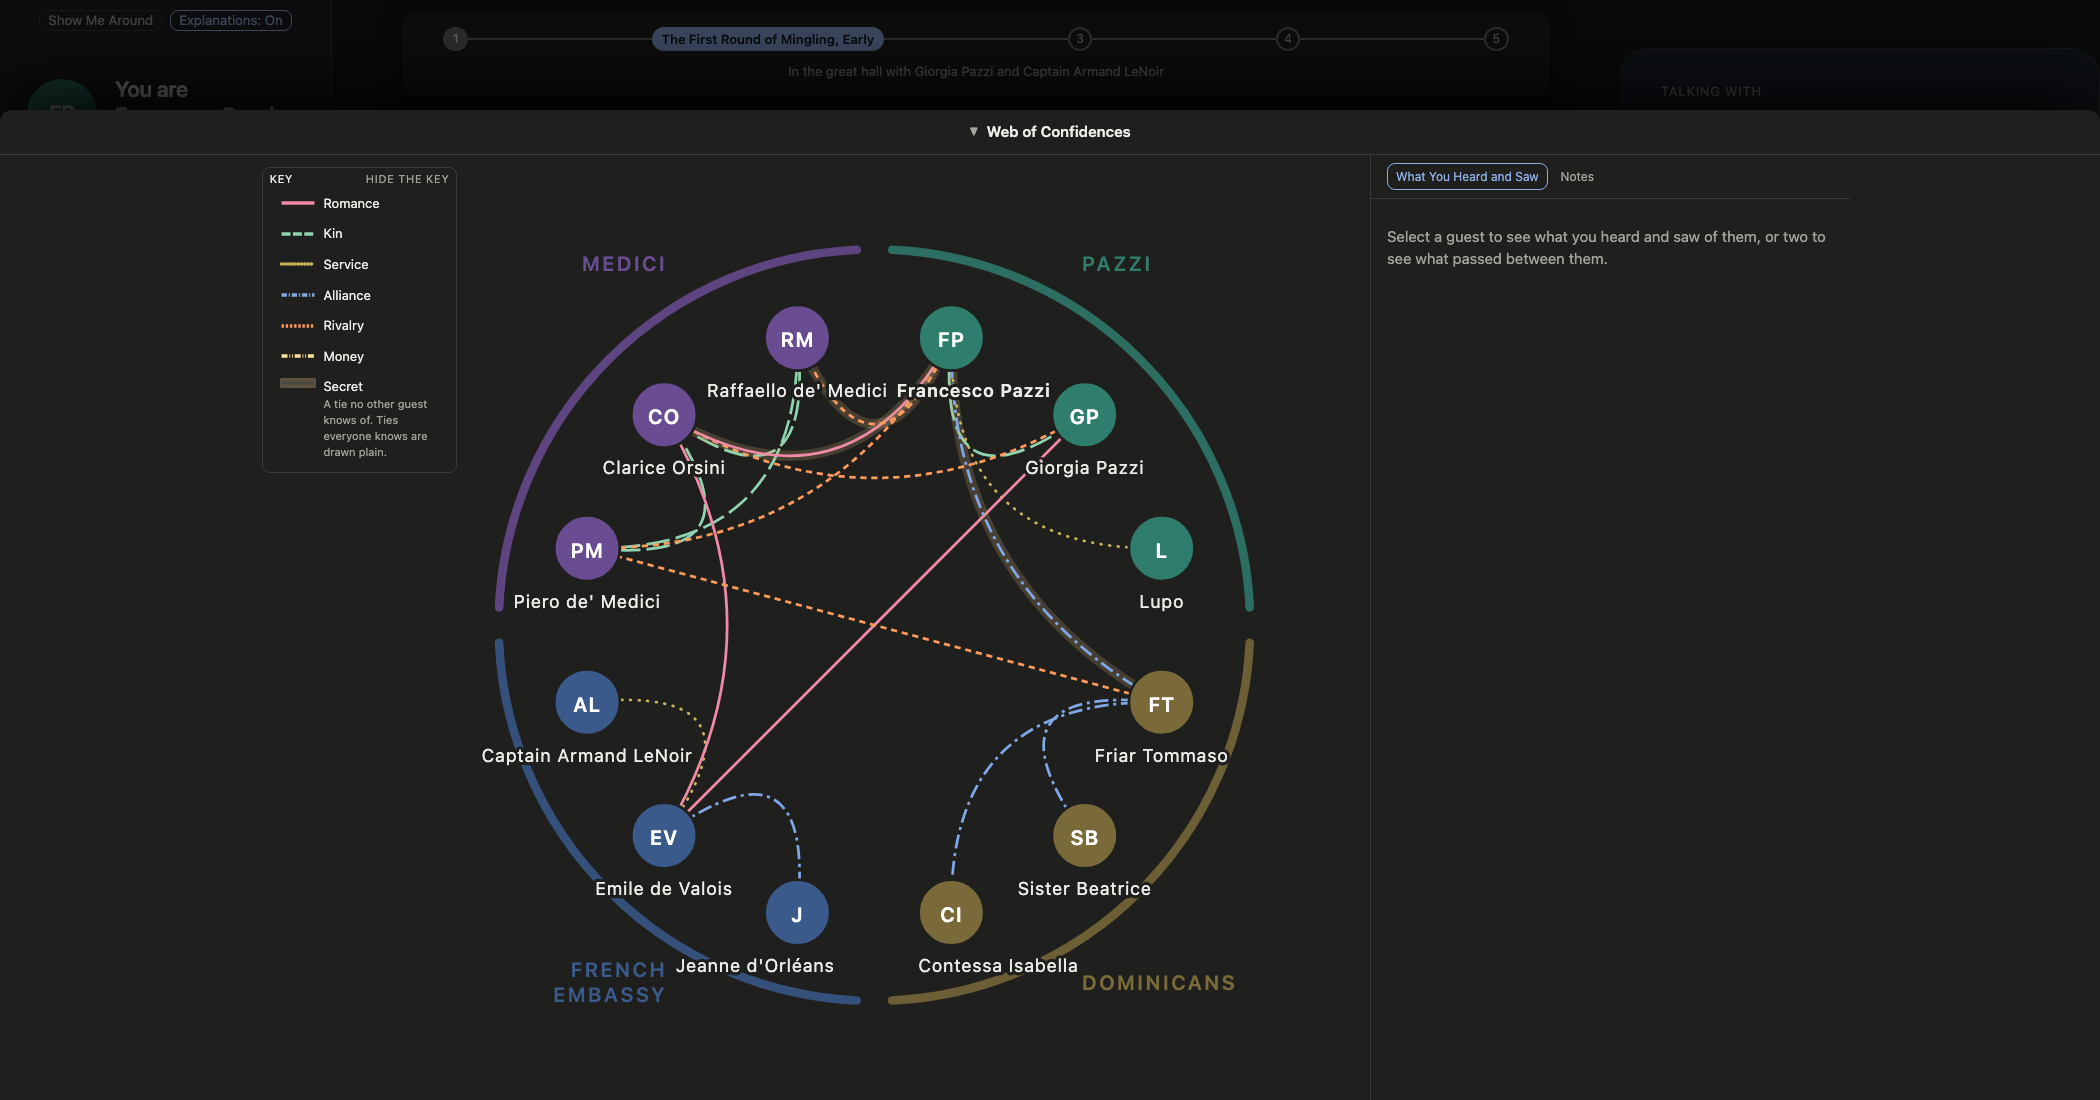 Show Me Around
Explanations: On
1
The First Round of Mingling, Early
3
4
5
In the great hall with Giorgia Pazzi and Captain Armand LeNoir
You are
TALKING WITH
▼ Web of Confidences
KEY
HIDE THE KEY
Romance
Kin
Service
Alliance
Rivalry
Money
Secret
A tie no other guest
knows of. Ties
everyone knows are
drawn plain.
What You Heard and Saw
Notes
Select a guest to see what you heard and saw of them, or two to
see what passed between them.
MEDICI
PAZZI
RM
Raffaello de' Medici
FP
Francesco Pazzi
CO
Clarice Orsini
GP
Giorgia Pazzi
PM
Piero de' Medici
L
Lupo
AL
Captain Armand LeNoir
FT
Friar Tommaso
EV
Emile de Valois
SB
Sister Beatrice
J
Jeanne d'Orléans
CI
Contessa Isabella
FRENCH
EMBASSY
DOMINICANS